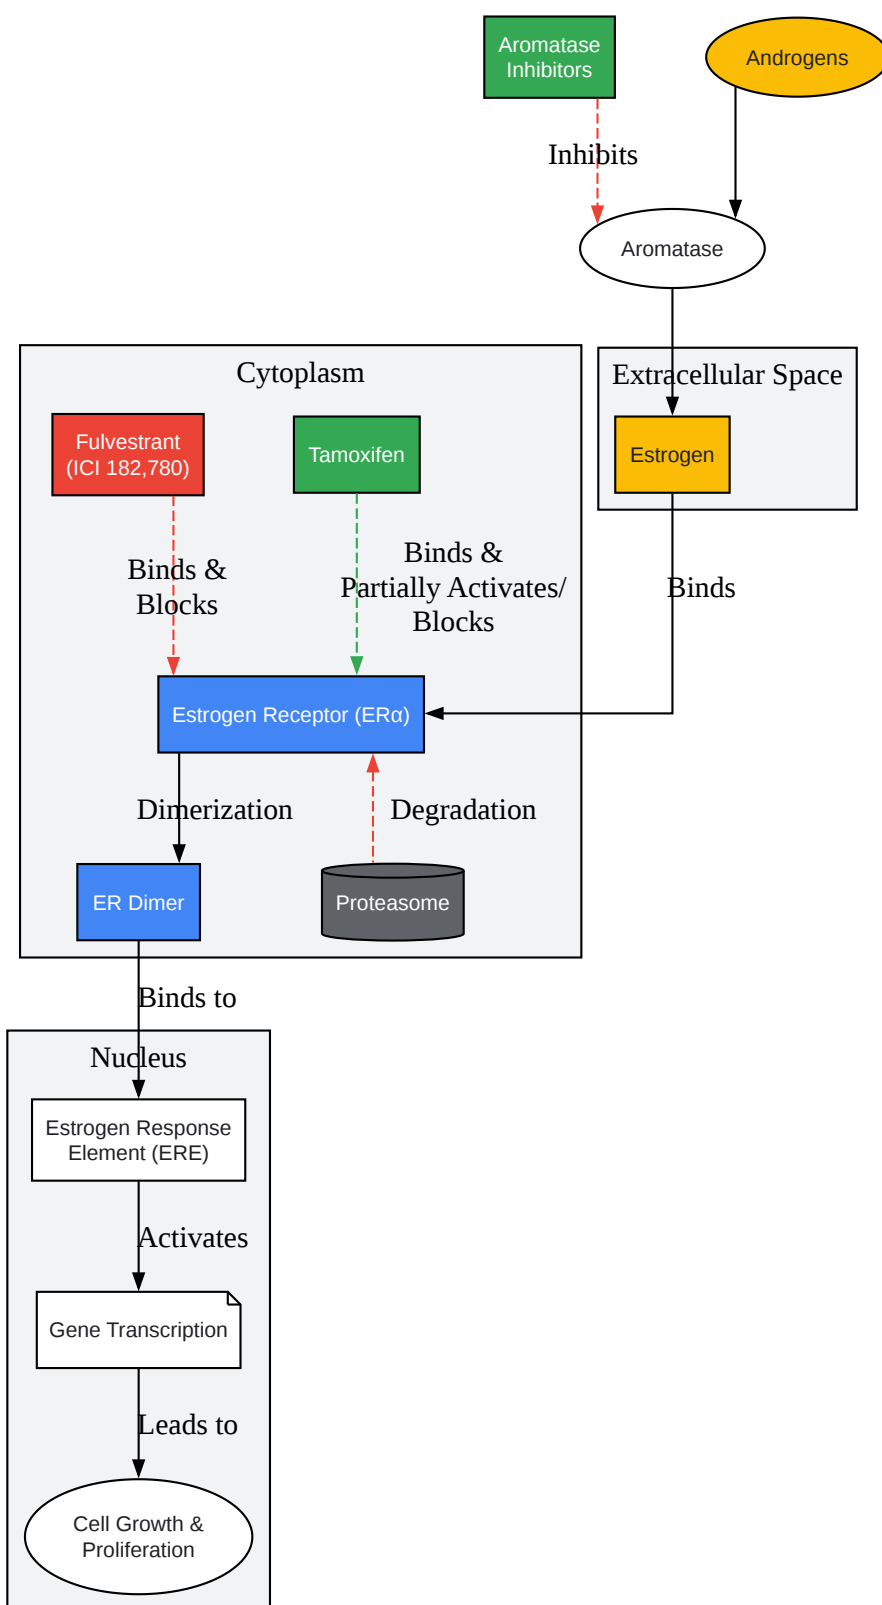 Aromatase
Inhibitors
Androgens
Inhibits
Aromatase
Cytoplasm
Extracellular Space
Fulvestrant
(ICI 182,780)
Tamoxifen
Estrogen
Binds &
Blocks
Binds &
Partially Activates/
Blocks
Binds
Estrogen Receptor (ERα)
Dimerization
Degradation
ER Dimer
Proteasome
Binds to
Nucleus
Estrogen Response
Element (ERE)
Activates
Gene Transcription
Leads to
Cell Growth &
Proliferation